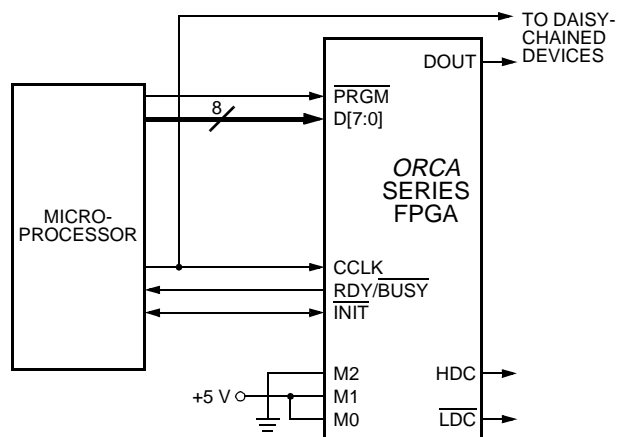 TO DAISY-
CHAINED
DEVICES
DOUT
PRGM
8
D[7:0]
ORCA
SERIES
FPGA
MICRO-
PROCESSOR
CCLK
RDY/BUSY
INIT
M2
HDC
+5 V
M1
M0
LDC